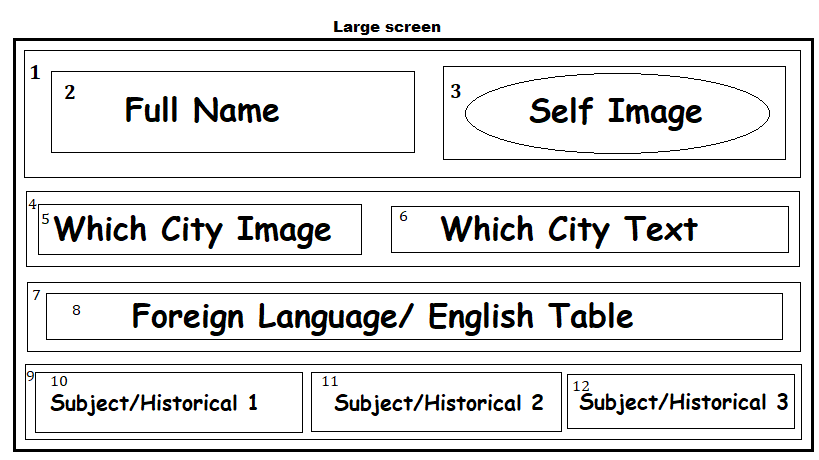 Large screen
1
2
Full Name
3
Self Image
4
5 Which City Image
6 Which City Text
7
8 Foreign Language/ English Table
9
10
Subject/Historical 1
11
Subject/Historical 2
12
Subject/Historical 3